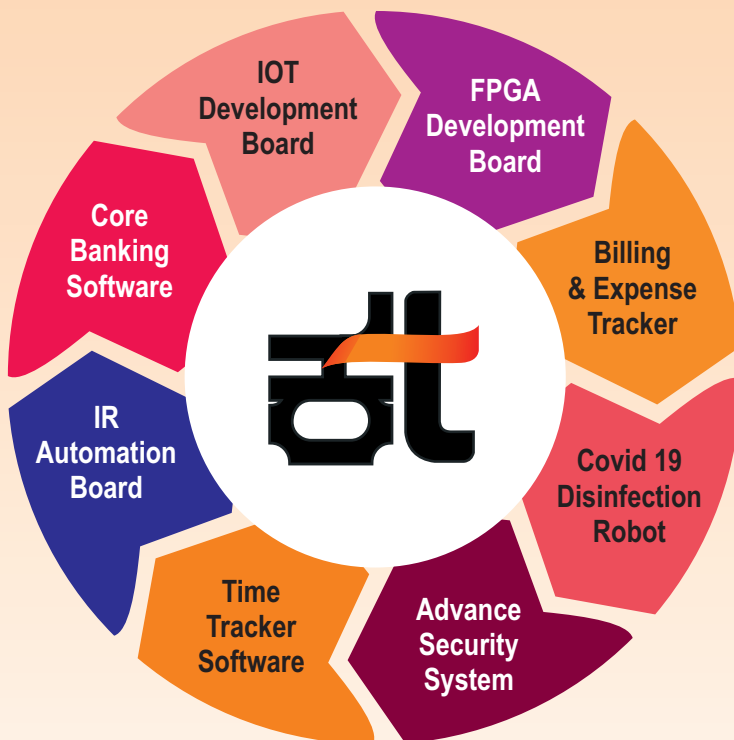 IOT
Development
Board
FPGA
Development
Board
Billing
& Expense
Tracker
Covid 19
Disinfection
Robot
Advance
Security
System
Time
Tracker
Software
IR
Automation
Board
Core
Banking
Software